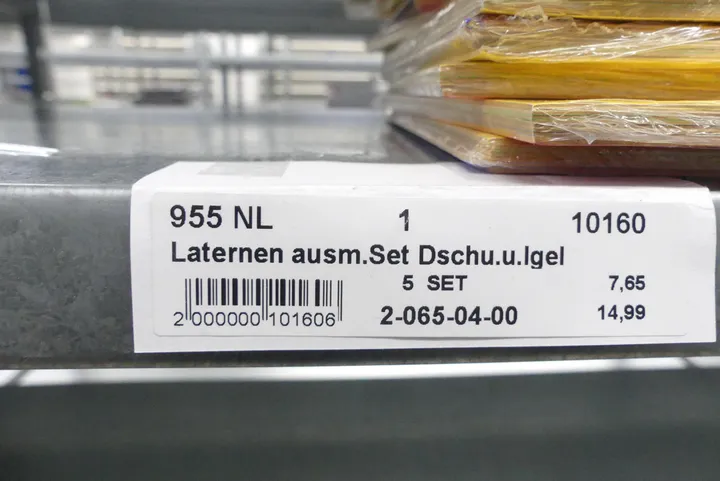 955 NL 1 10160
Laternen ausm.Set Dschu.u.Igel
5 SET 7,65
2 000000 101606 2-065-04-00 14,99